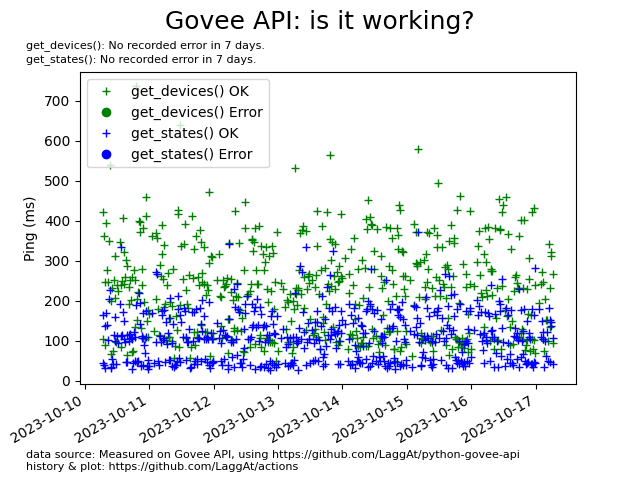 Govee API: is it working?
get_devices(): No recorded error in 7 days.
get_states(): No recorded error in 7 days.
get_devices() OK
get_devices() Error
get_states() OK
get_states() Error
Ping (ms)
700
600
500
400
300
200
100
0
2023-10-10
2023-10-11
2023-10-12
2023-10-13
2023-10-14
2023-10-15
2023-10-16
2023-10-17
data source: Measured on Govee API, using https://github.com/LaggAt/python-govee-api
history & plot: https://github.com/LaggAt/actions